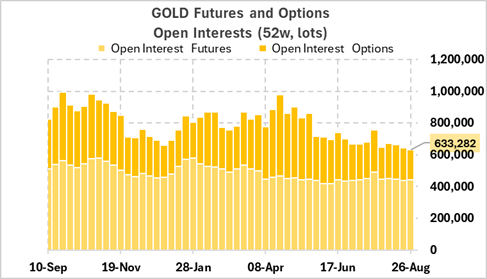 GOLD Futures and Options
Open Interests (52w, lots)
Open Interest Futures
Open Interest Options
1,200,000
1,000,000
800,000
633,282
600,000
400,000
200,000
0
10-Sep
19-Nov
28-Jan
08-Apr
17-Jun
26-Aug